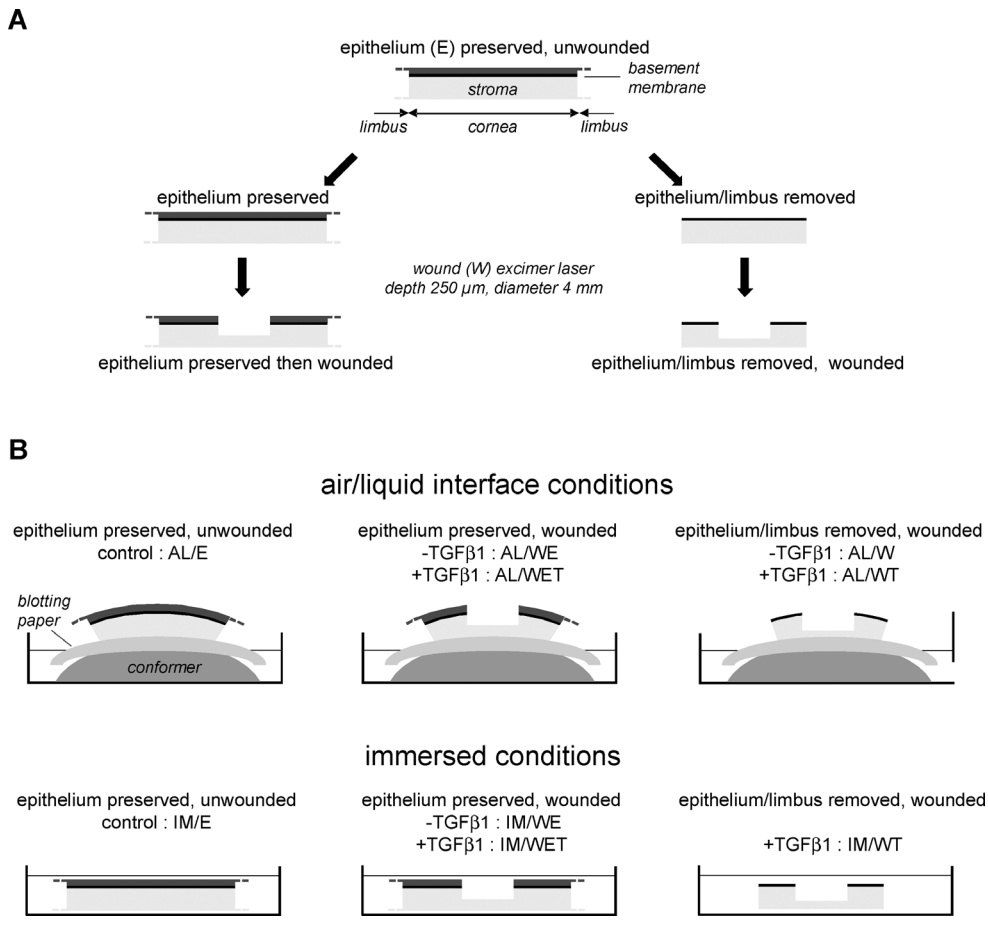 A
epithelium (E) preserved, unwounded
basement
membrane
stroma
limbus
cornea
limbus
epithelium preserved
epithelium/limbus removed
wound (W) excimer laser
depth 250 µm, diameter 4 mm
epithelium preserved then wounded
epithelium/limbus removed,  wounded
B
air/liquid interface conditions
epithelium preserved, unwounded
control : AL/E
epithelium preserved, wounded
-TGFβ1 : AL/WE
+TGFβ1 : AL/WET
epithelium/limbus removed, wounded
-TGFβ1 : AL/W
+TGFβ1 : AL/WT
blotting
paper
conformer
immersed conditions
epithelium preserved, unwounded
control : IM/E
epithelium preserved, wounded
-TGFβ1 : IM/WE
+TGFβ1 : IM/WET
epithelium/limbus removed, wounded
+TGFβ1 : IM/WT